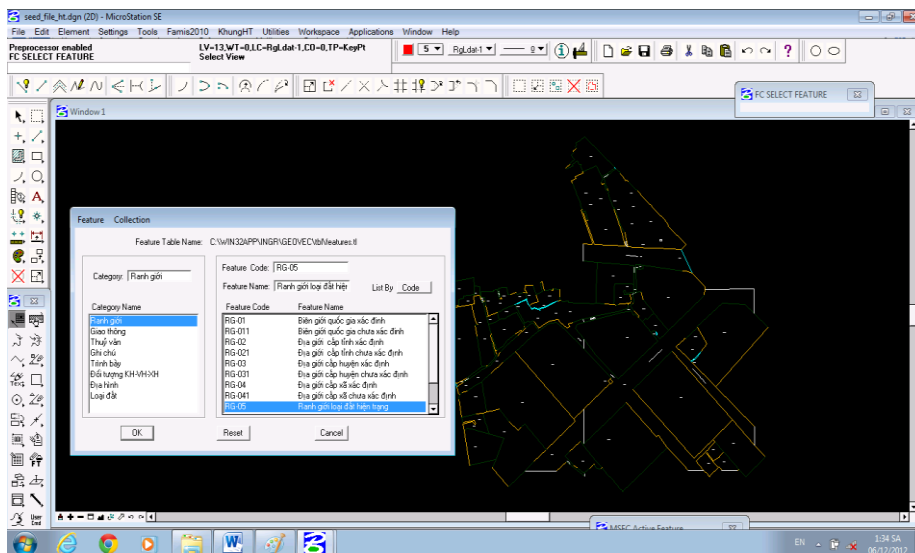 seed_file_ht.dgn (2D) - MicroStation SE
File Edit Element Settings Tools Famis2010 KhungHT Utilities Workspace Applications Window Help
Preprocessor enabled
LV=13,WT=0,LC=RgLdat-1,CO=0,TP=KeyPt
FC SELECT FEATURE
Select View
5
RgLdat-1
0
FC SELECT FEATURE
Window 1
Feature Collection
Feature Table Name: C:\WIN32APP\INGR\GEOVEC\tbl\features.tl
Category: Ranh giới
Feature Code: RG-05
Feature Name: Ranh giới loại đất hiện
List By Code
Category Name
Ranh giới
Giao thông
Thuỷ văn
Ghi chú
Trình bày
Đối tượng KH-VH-XH
Địa hình
Loại đất
Feature Code Feature Name
RG-01 Biên giới quốc gia xác định
RG-011 Biên giới quốc gia chưa xác định
RG-02 Địa giới cấp tỉnh xác định
RG-021 Địa giới cấp tỉnh chưa xác định
RG-03 Địa giới cấp huyện xác định
RG-031 Địa giới cấp huyện chưa xác định
RG-04 Địa giới cấp xã xác định
RG-041 Địa giới cấp xã chưa xác định
RG-05 Ranh giới loại đất hiện trạng
OK Reset Cancel
TEXT
FT
User
Cmd
MSFC Active Feature
EN
1:34 SA
06/12/2012